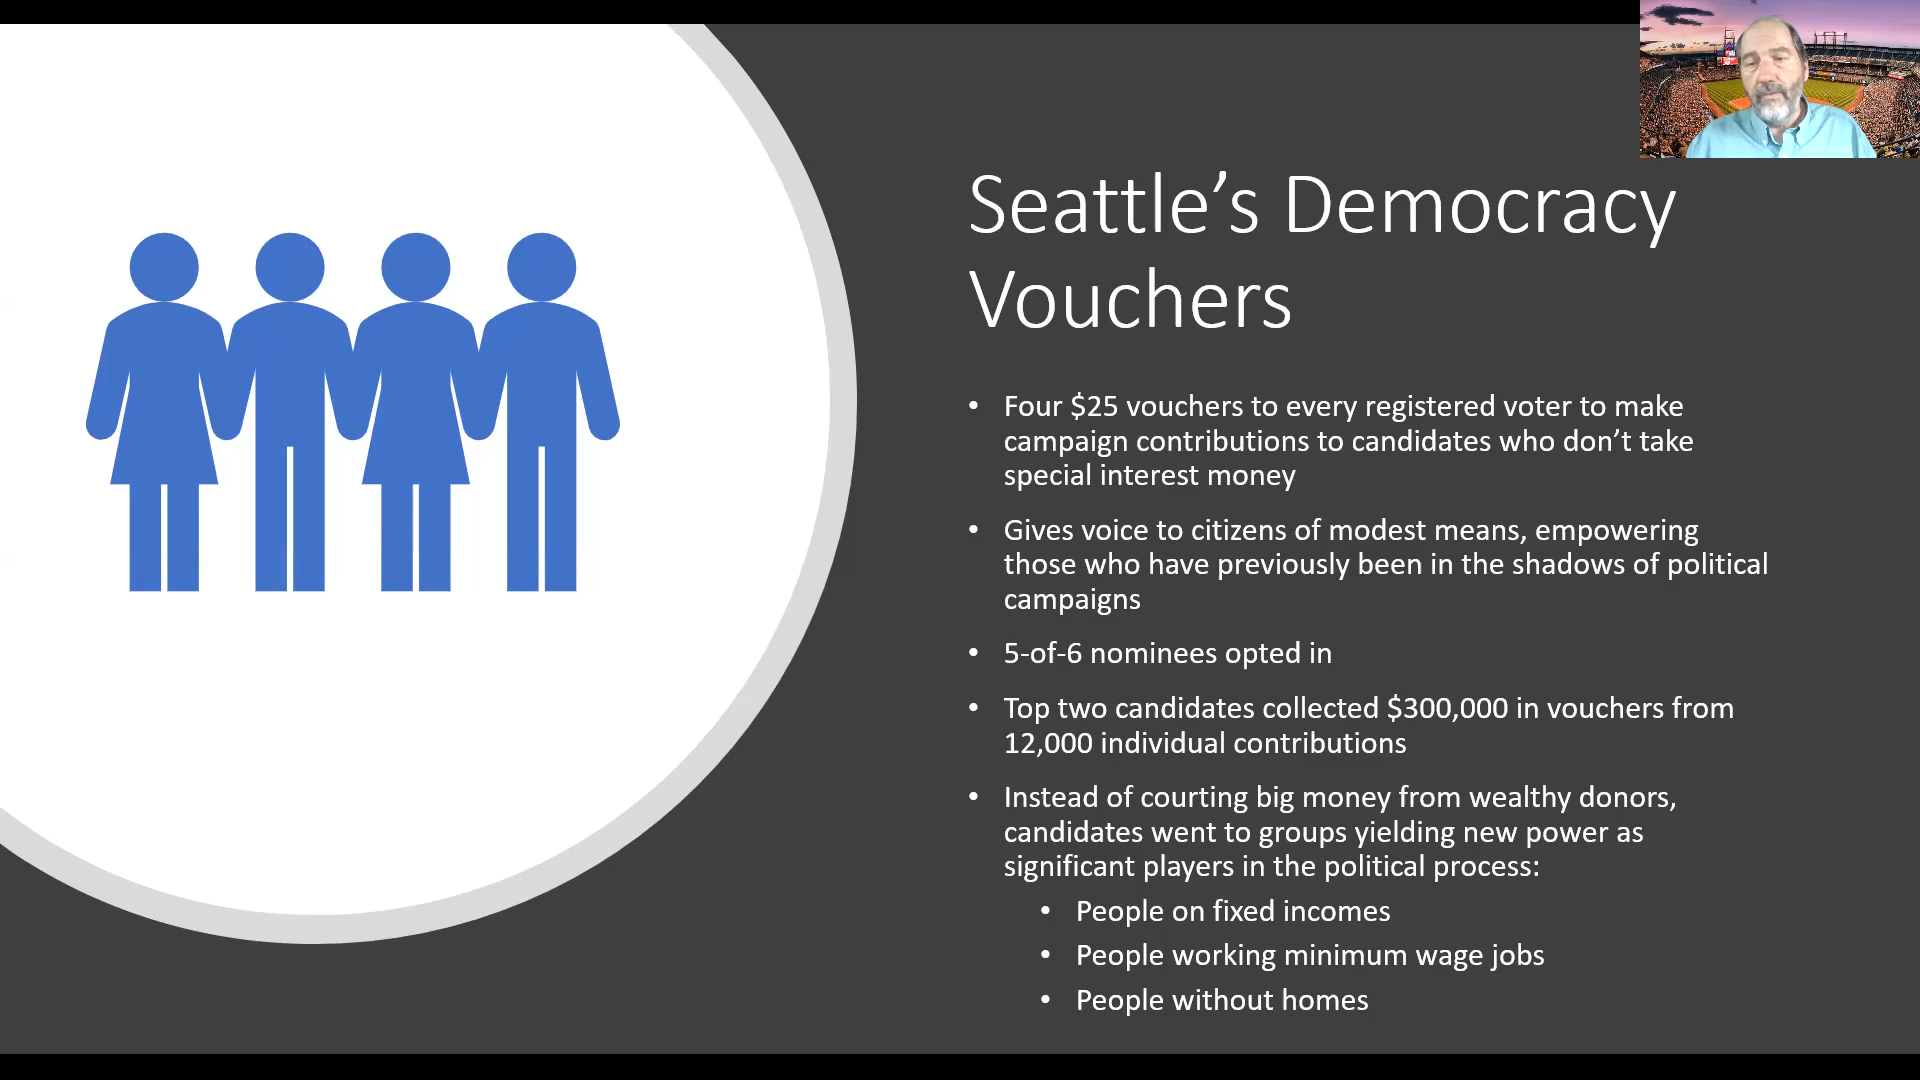 Seattle’s Democracy
Vouchers
• Four $25 vouchers to every registered voter to make
campaign contributions to candidates who don’t take
special interest money
• Gives voice to citizens of modest means, empowering
those who have previously been in the shadows of political
campaigns
• 5-of-6 nominees opted in
• Top two candidates collected $300,000 in vouchers from
12,000 individual contributions
• Instead of courting big money from wealthy donors,
candidates went to groups yielding new power as
significant players in the political process:
• People on fixed incomes
• People working minimum wage jobs
• People without homes